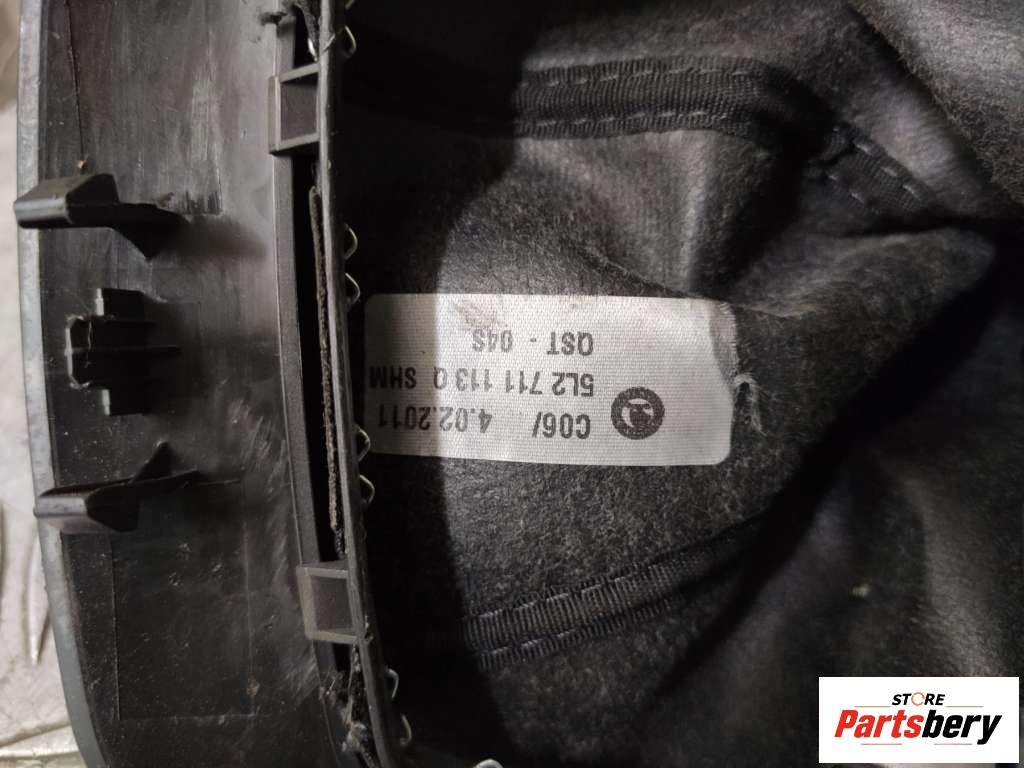 C06/ 4.02.2011
5L2 711 113 Q SHM
QST - 04S
STORE
Partsbery